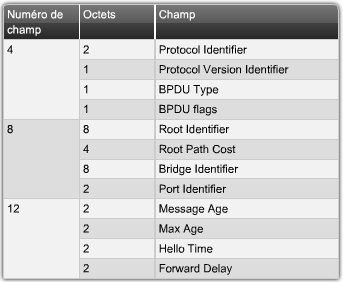 Numéro de champ Octets Champ
4 2 Protocol Identifier
1 Protocol Version Identifier
1 BPDU Type
1 BPDU flags
8 8 Root Identifier
4 Root Path Cost
8 Bridge Identifier
2 Port Identifier
12 2 Message Age
2 Max Age
2 Hello Time
2 Forward Delay